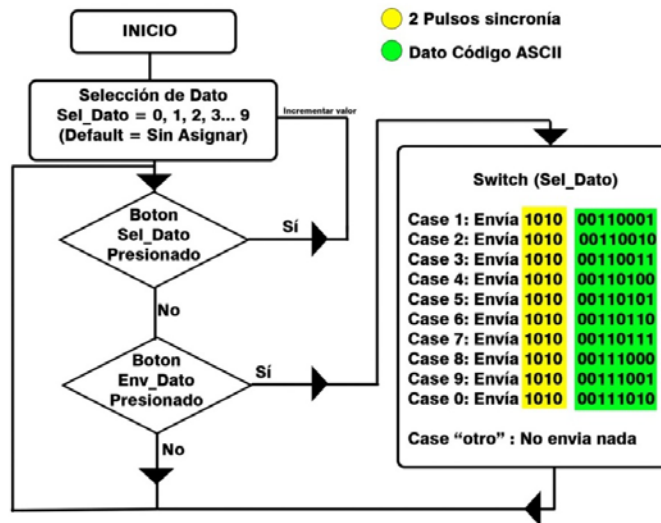 INICIO
2 Pulsos sincronía
Dato Código ASCII
Selección de Dato
Sel_Dato = 0, 1, 2, 3... 9
(Default = Sin Asignar)
Incrementar valor
Boton
Sel_Dato
Presionado
Sí
No
Boton
Env_Dato
Presionado
Sí
No
Switch (Sel_Dato)
Case 1: Envía 1010 00110001
Case 2: Envía 1010 00110010
Case 3: Envía 1010 00110011
Case 4: Envía 1010 00110100
Case 5: Envía 1010 00110101
Case 6: Envía 1010 00110110
Case 7: Envía 1010 00110111
Case 8: Envía 1010 00111000
Case 9: Envía 1010 00111001
Case 0: Envía 1010 00111010
Case “otro” : No envia nada